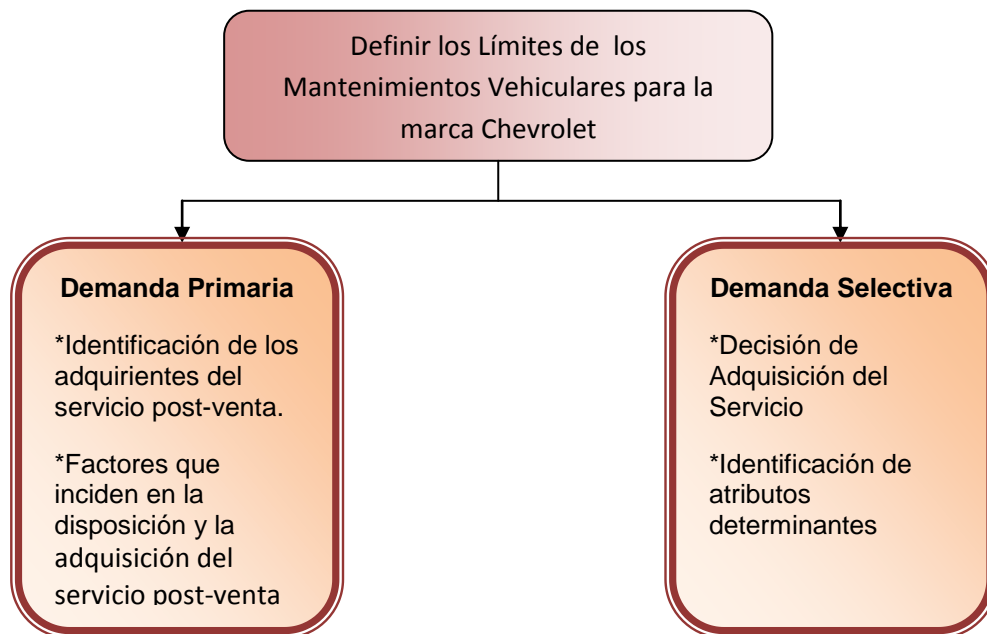 Definir los Límites de los
Mantenimientos Vehiculares para la
marca Chevrolet
Demanda Primaria
*Identificación de los
adquirientes del
servicio post-venta.
*Factores que
inciden en la
disposición y la
adquisición del
servicio post-venta
Demanda Selectiva
*Decisión de
Adquisición del
Servicio
*Identificación de
atributos
determinantes